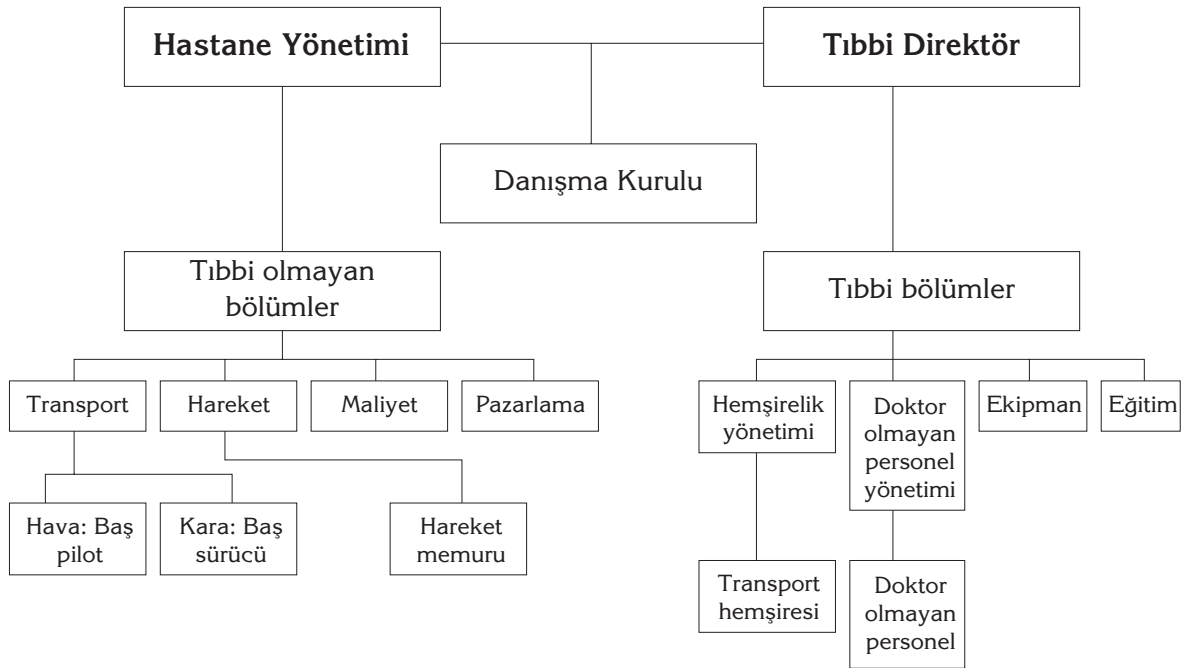 Hastane Yönetimi
Tıbbi Direktör
Danışma Kurulu
Tıbbi olmayan
bölümler
Tıbbi bölümler
Transport
Hareket
Maliyet
Pazarlama
Hemşirelik
yönetimi
Doktor
olmayan
personel
yönetimi
Ekipman
Eğitim
Hava: Baş
pilot
Kara: Baş
sürücü
Hareket
memuru
Transport
hemşiresi
Doktor
olmayan
personel